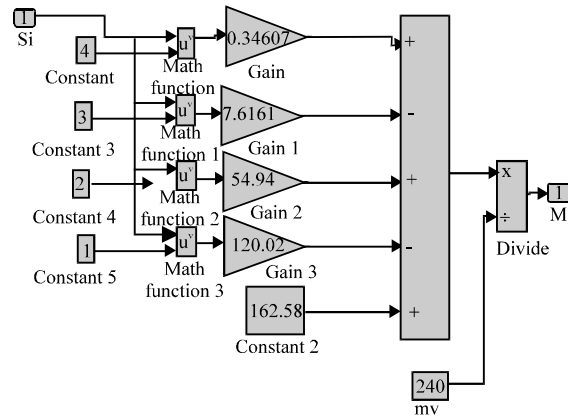 1
Si
4
Constant
u^v
Math
function
0.34607
Gain
3
Constant 3
u^v
Math
function 1
7.6161
Gain 1
2
Constant 4
u^v
Math
function 2
54.94
Gain 2
1
Constant 5
u^v
Math
function 3
120.02
Gain 3
162.58
Constant 2
+
-
+
-
+
x
÷
Divide
1
M
240
mv